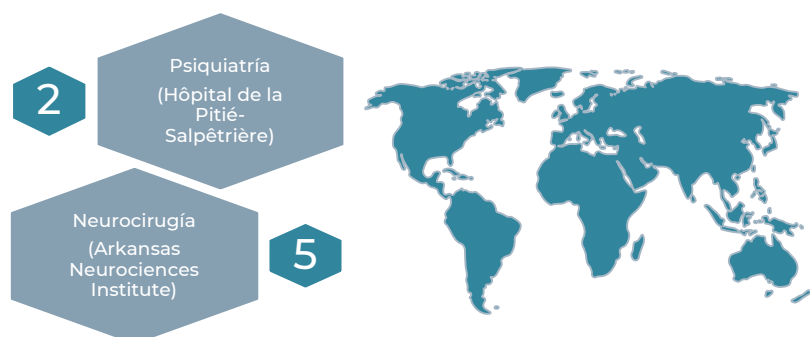 Psiquiatría
2
(Hôpital de la
Pitié-
Salpêtrière)
Neurocirugía
(Arkansas
Neurociences
Institute)
5